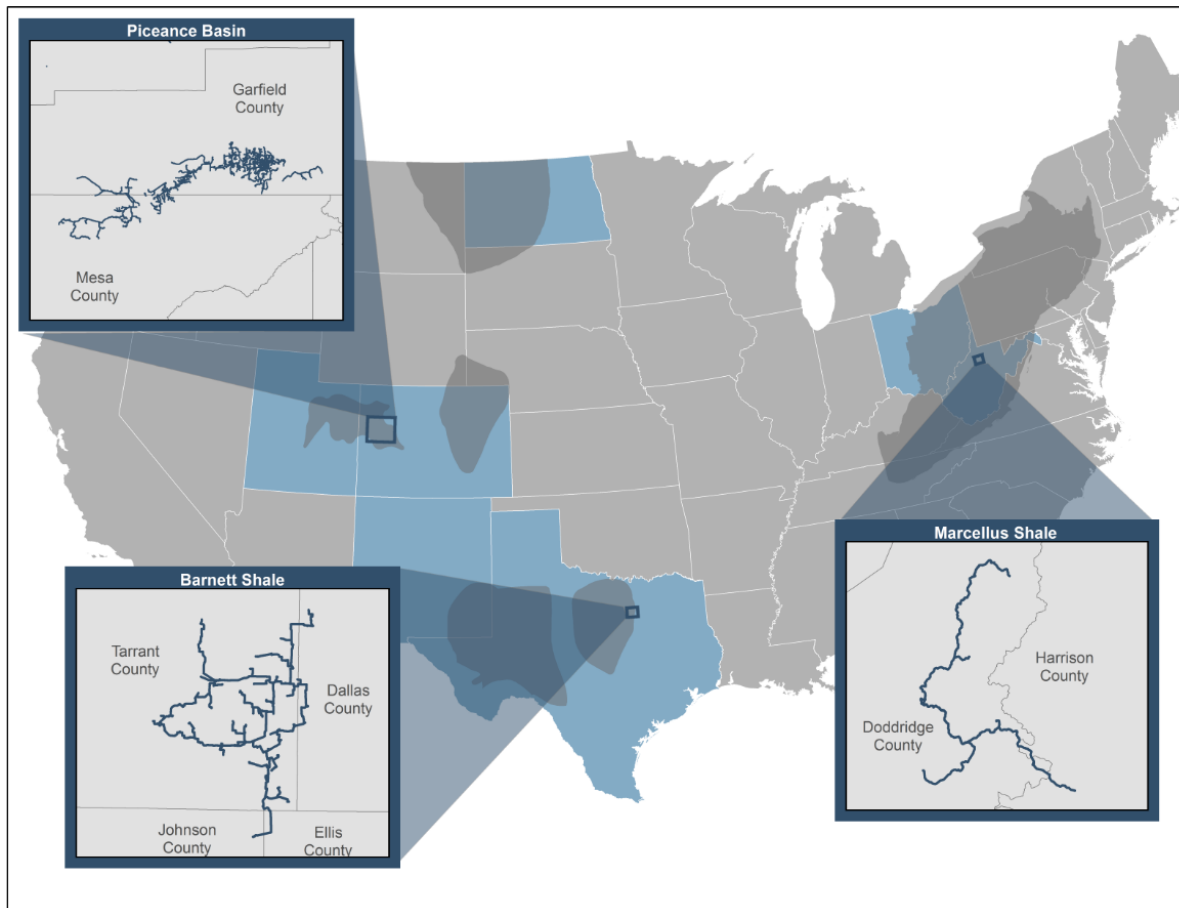 Piceance Basin
Garfield
County
Mesa
County
Barnett Shale
Tarrant
County
Dallas
County
Johnson
County
Ellis
County
Marcellus Shale
Harrison
County
Doddridge
County